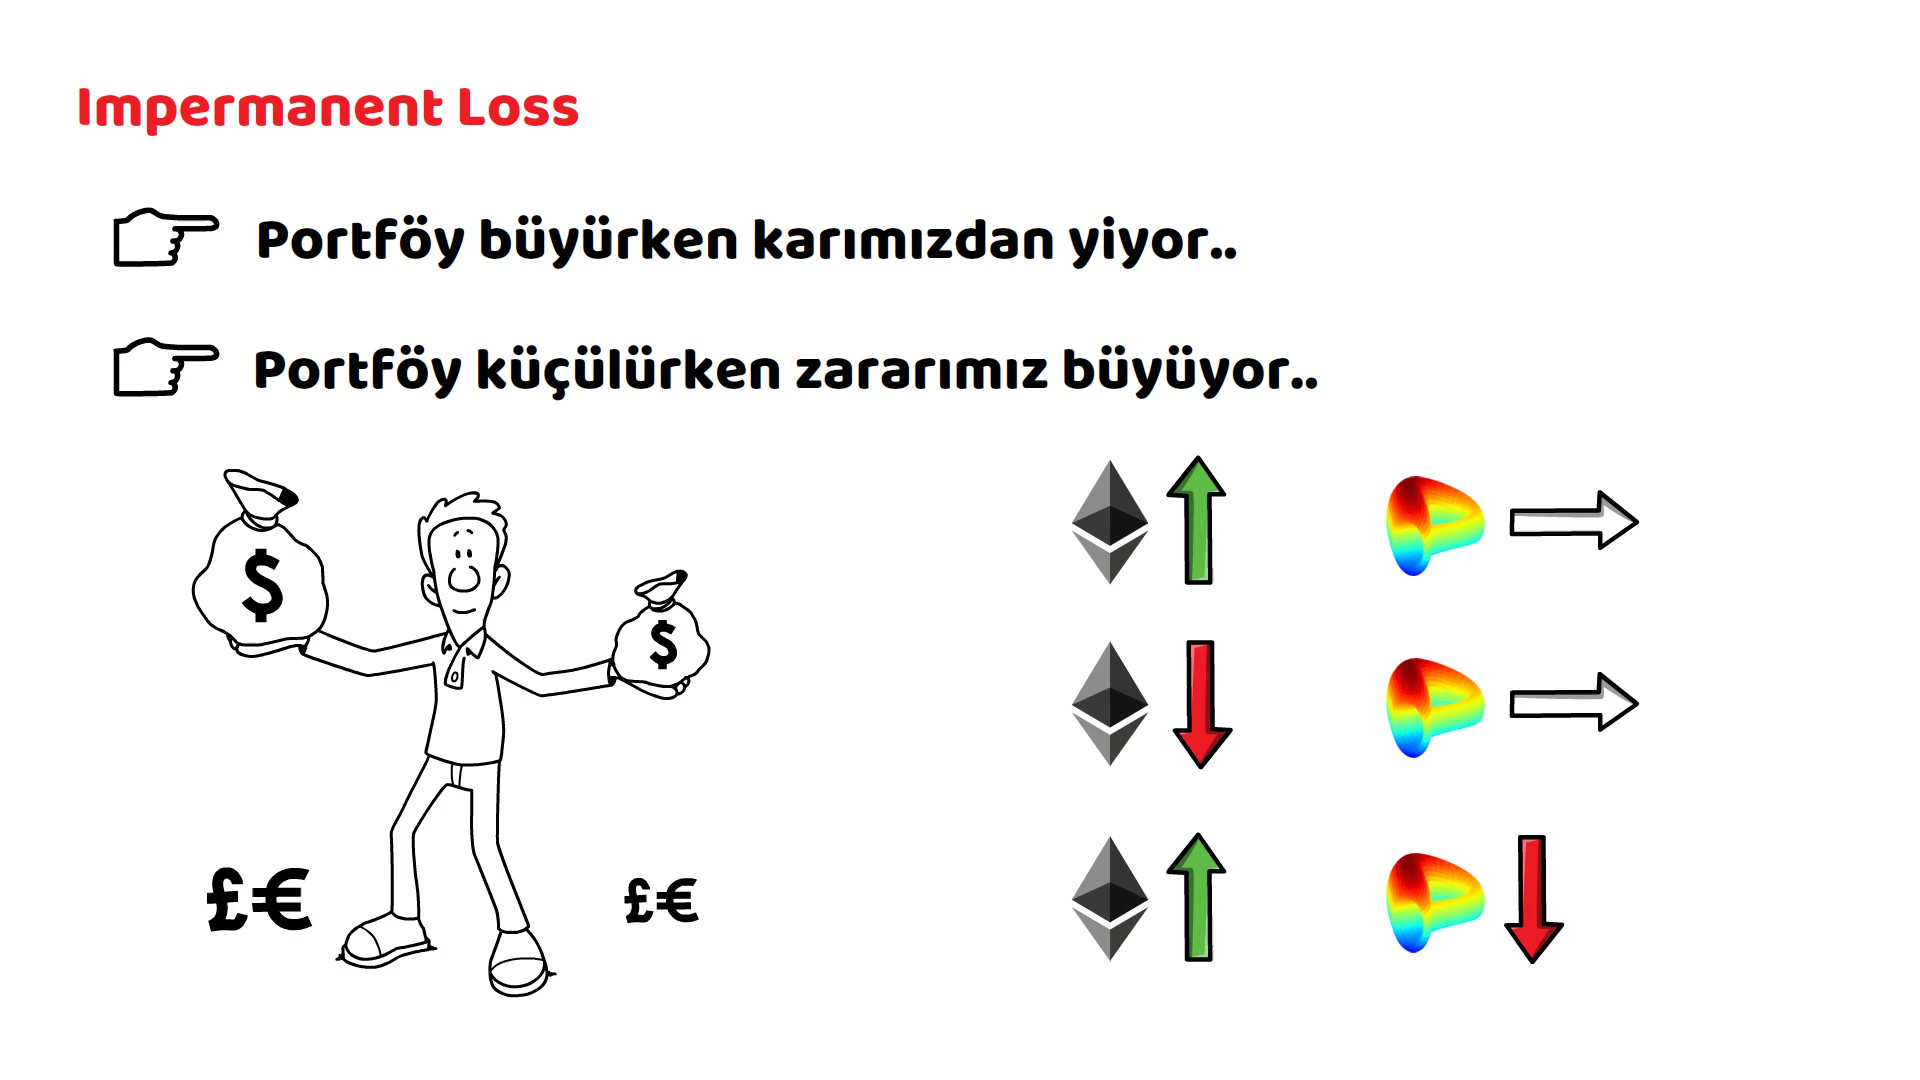 Impermanent Loss
Portföy büyürken karımızdan yiyor..
Portföy küçülürken zararımız büyüyor..
$
$
£€
£€